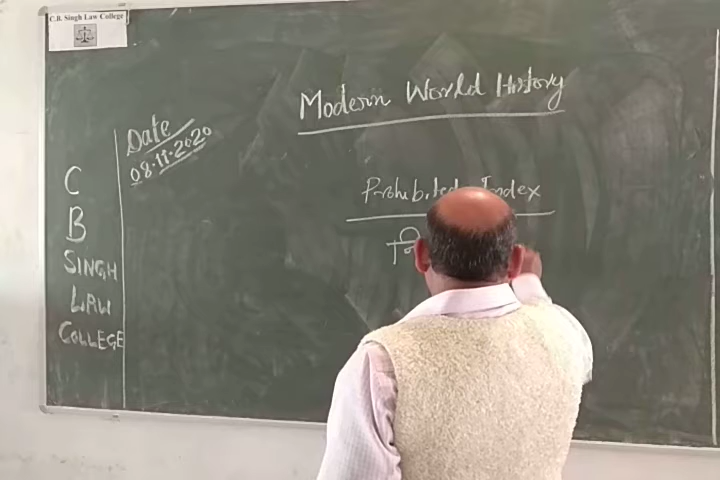 C.B. Singh Law College
Modern World History
Date
08.11.2020
Prohibited Index
C
B
SINGH
LAW
COLLEGE